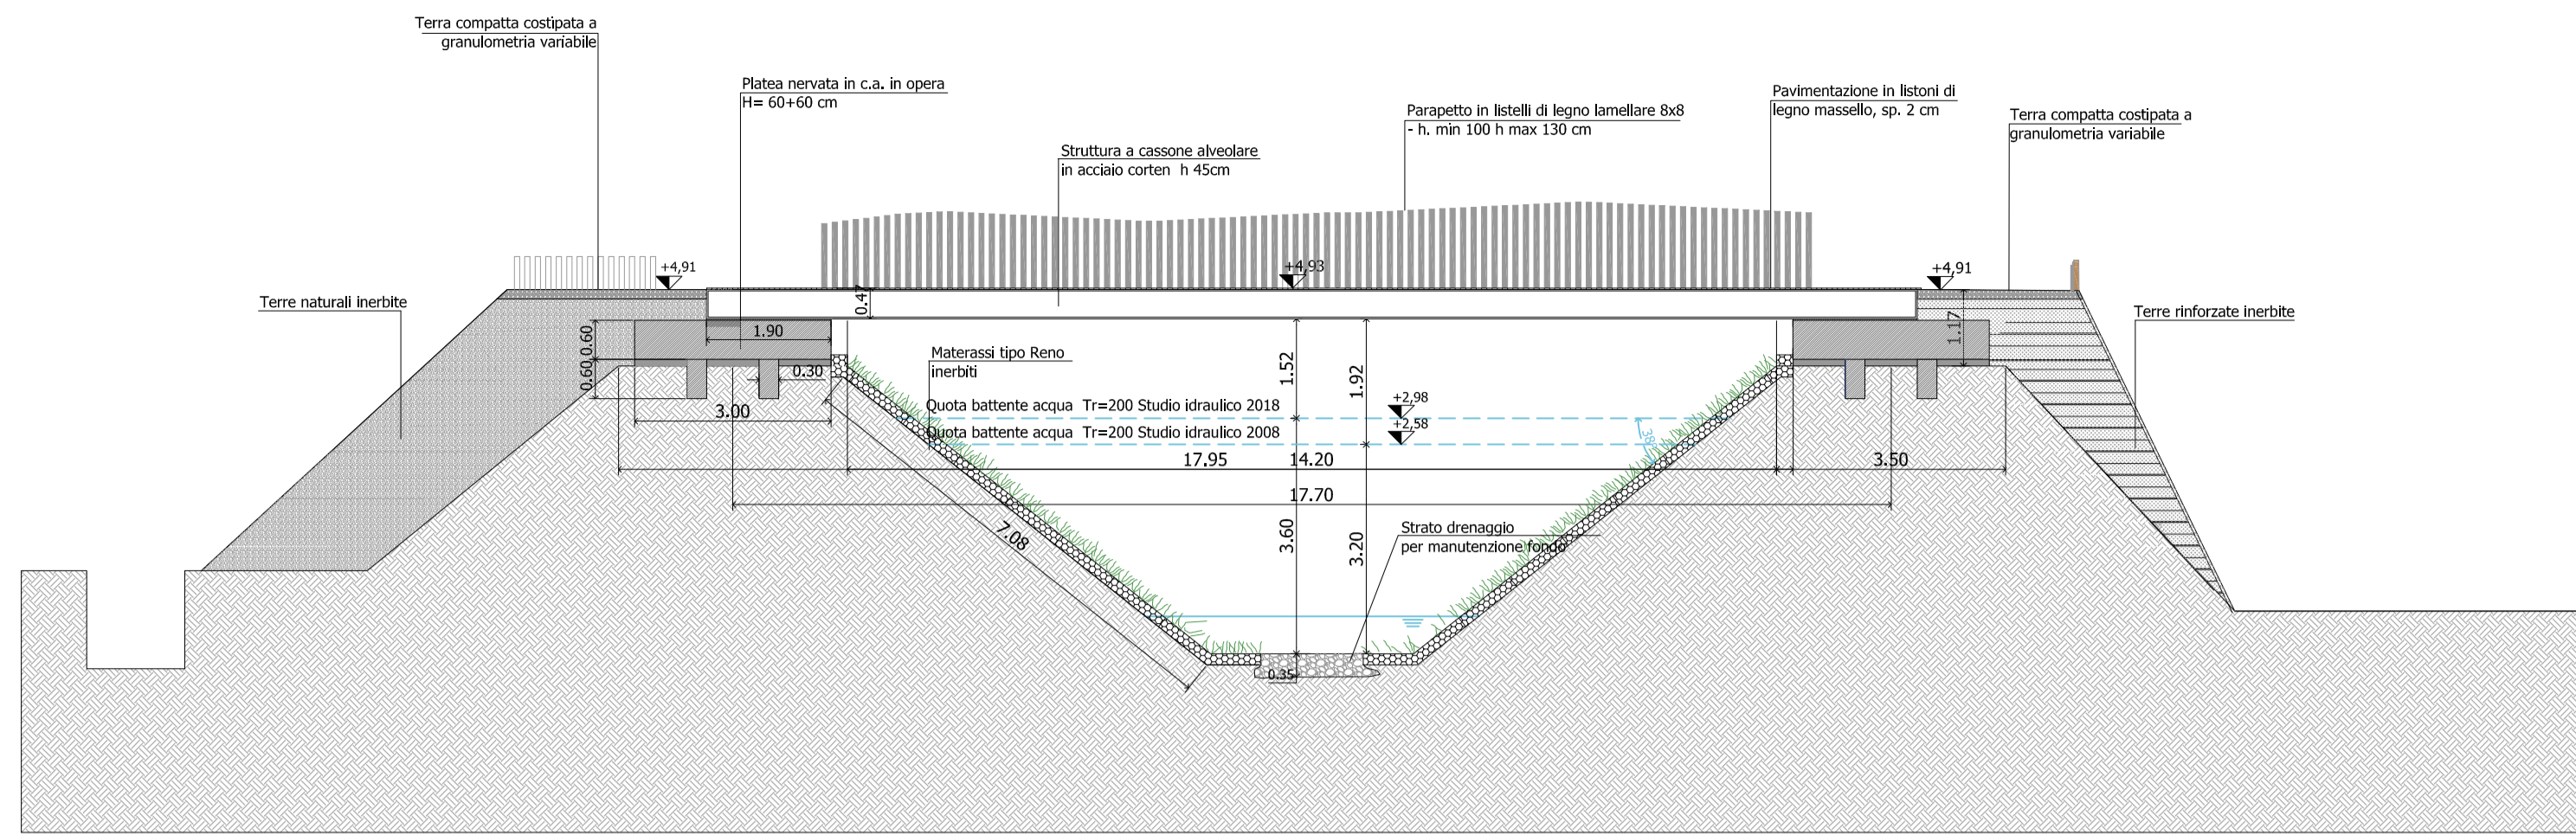 Terra compatta costipata a
granulometria variabile
Platea nervata in c.a. in opera
H= 60+60 cm
Pavimentazione in listoni di
legno massello, sp. 2 cm
Parapetto in listelli di legno lamellare 8x8
- h. min 100 h max 130 cm
Terra compatta costipata a
granulometria variabile
Struttura a cassone alveolare
in acciaio corten h 45cm
+4,91
+4,93
+4,91
Terre naturali inerbite
0.47
Terre rinforzate inerbite
0.60
0.60
1.90
1.17
Materassi tipo Reno
inerbiti
0.30
1.52
1.92
3.00
Quota battente acqua Tr=200 Studio idraulico 2018
+2,98
Quota battente acqua Tr=200 Studio idraulico 2008
+2,58
38°
17.95
14.20
3.50
17.70
7.08
3.60
3.20
Strato drenaggio
per manutenzione fondo
0.35